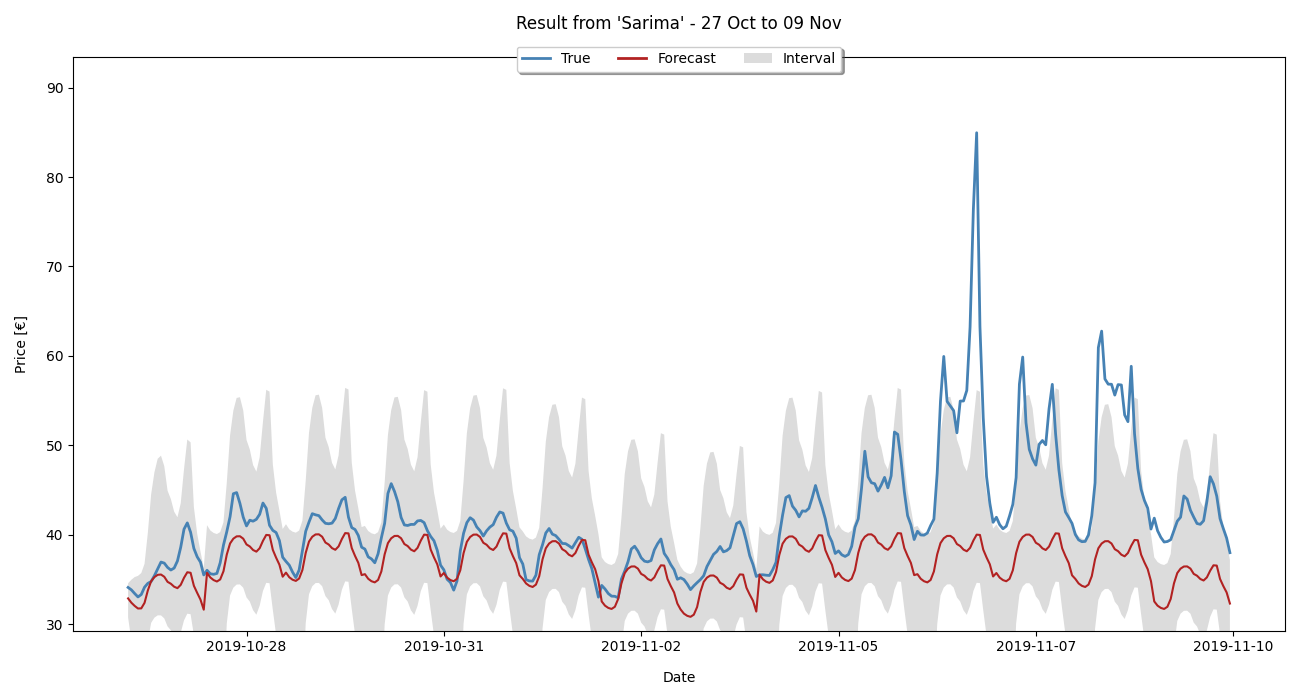 Result from 'Sarima' - 27 Oct to 09 Nov
True Forecast Interval
90
80
70
60
50
40
30
Price [€]
2019-10-28 2019-10-31 2019-11-02 2019-11-05 2019-11-07 2019-11-10
Date